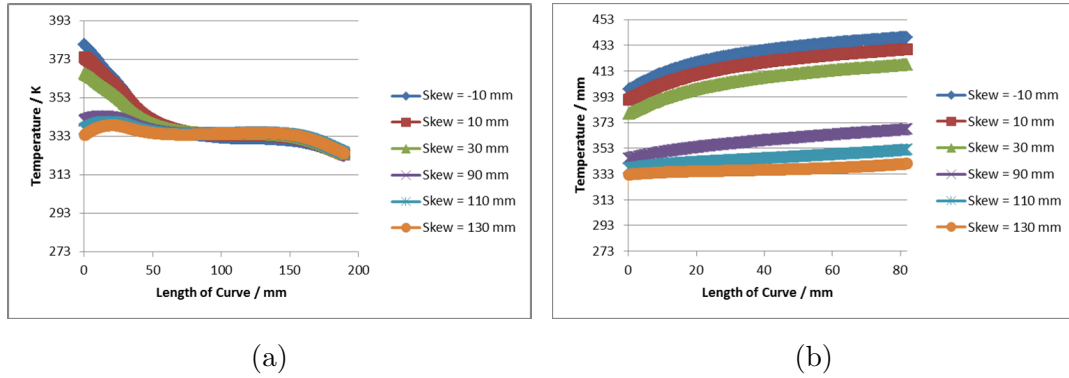 393
373
353
333
313
293
273
Temperature / K
0
50
100
150
200
Length of Curve / mm
Skew = -10 mm
Skew = 10 mm
Skew = 30 mm
Skew = 90 mm
Skew = 110 mm
Skew = 130 mm
(a)
453
433
413
393
373
353
333
313
293
273
Temperature / mm
0
20
40
60
80
Length of Curve / mm
Skew = -10 mm
Skew = 10 mm
Skew = 30 mm
Skew = 90 mm
Skew = 110 mm
Skew = 130 mm
(b)